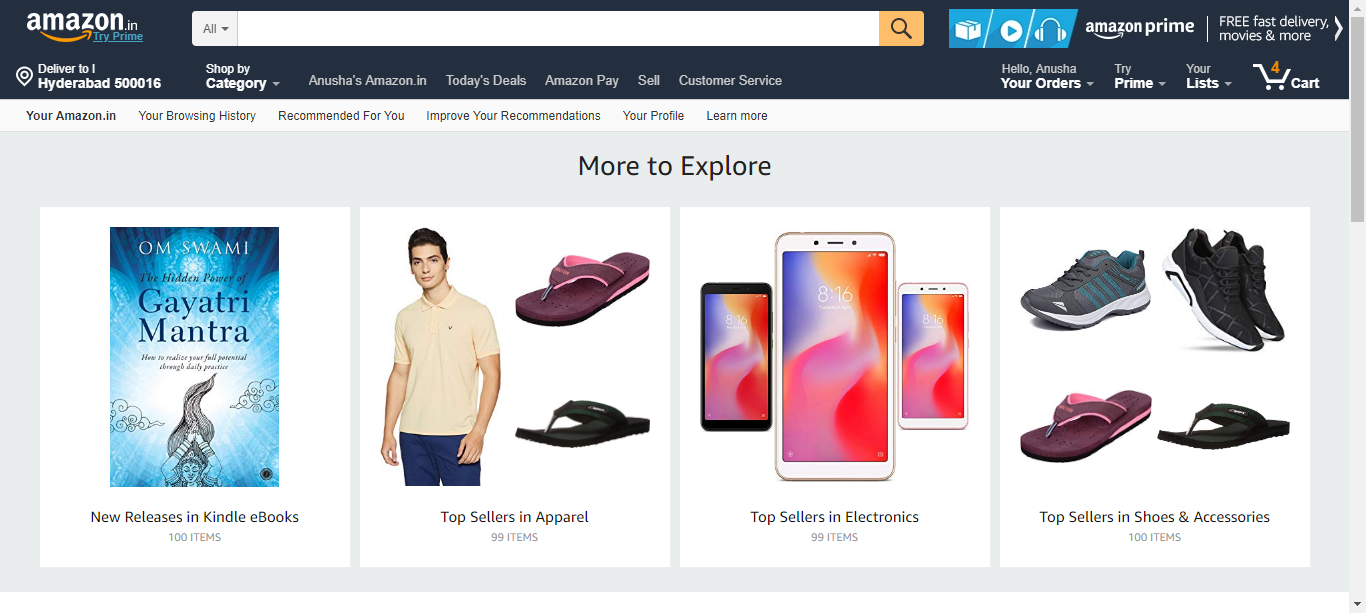 amazon.in
Try Prime
All
amazon prime
FREE fast delivery,
movies & more
Deliver to I
Hyderabad 500016
Shop by
Category
Anusha's Amazon.in
Today's Deals
Amazon Pay
Sell
Customer Service
Hello, Anusha
Your Orders
Try
Prime
Your
Lists
4
Cart
Your Amazon.in
Your Browsing History
Recommended For You
Improve Your Recommendations
Your Profile
Learn more
More to Explore
OM SWAMI
The Hidden Power of
Gayatri
Mantra
How to realize your full potential
through daily practice
8:16
8:16
8:16
New Releases in Kindle eBooks
100 ITEMS
Top Sellers in Apparel
99 ITEMS
Top Sellers in Electronics
99 ITEMS
Top Sellers in Shoes & Accessories
100 ITEMS